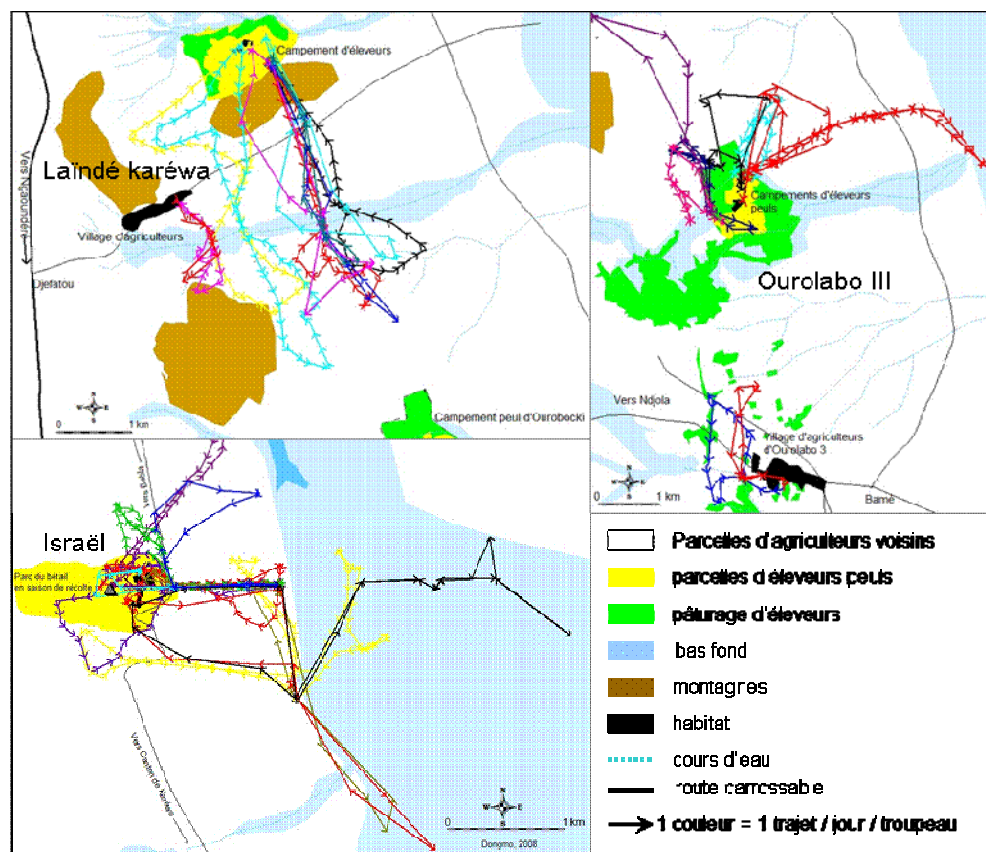 Campement d'éleveurs
Laïndé karéwa
Vers Ngaoundéré
Village d'agriculteurs
Djefatou
N
W E
S
0 1 km
Campement peul d'Ourobocki
Campements d'éleveurs
peuls
Ourolabo III
Vers Ndjola
Village d'agriculteurs
d'Ourolabo 3
Bamé
N
W E
S
0 1 km
Israël
Parc du bétail
en saison de récolte
N
W E
S
0 1km
Dongmo, 2008
Parcelles d'agriculteurs voisins
parcelles d'éleveurs peuls
pâturage d'éleveurs
bas fond
montagnes
habitat
cours d'eau
route carrossable
1 couleur = 1 trajet / jour / troupeau